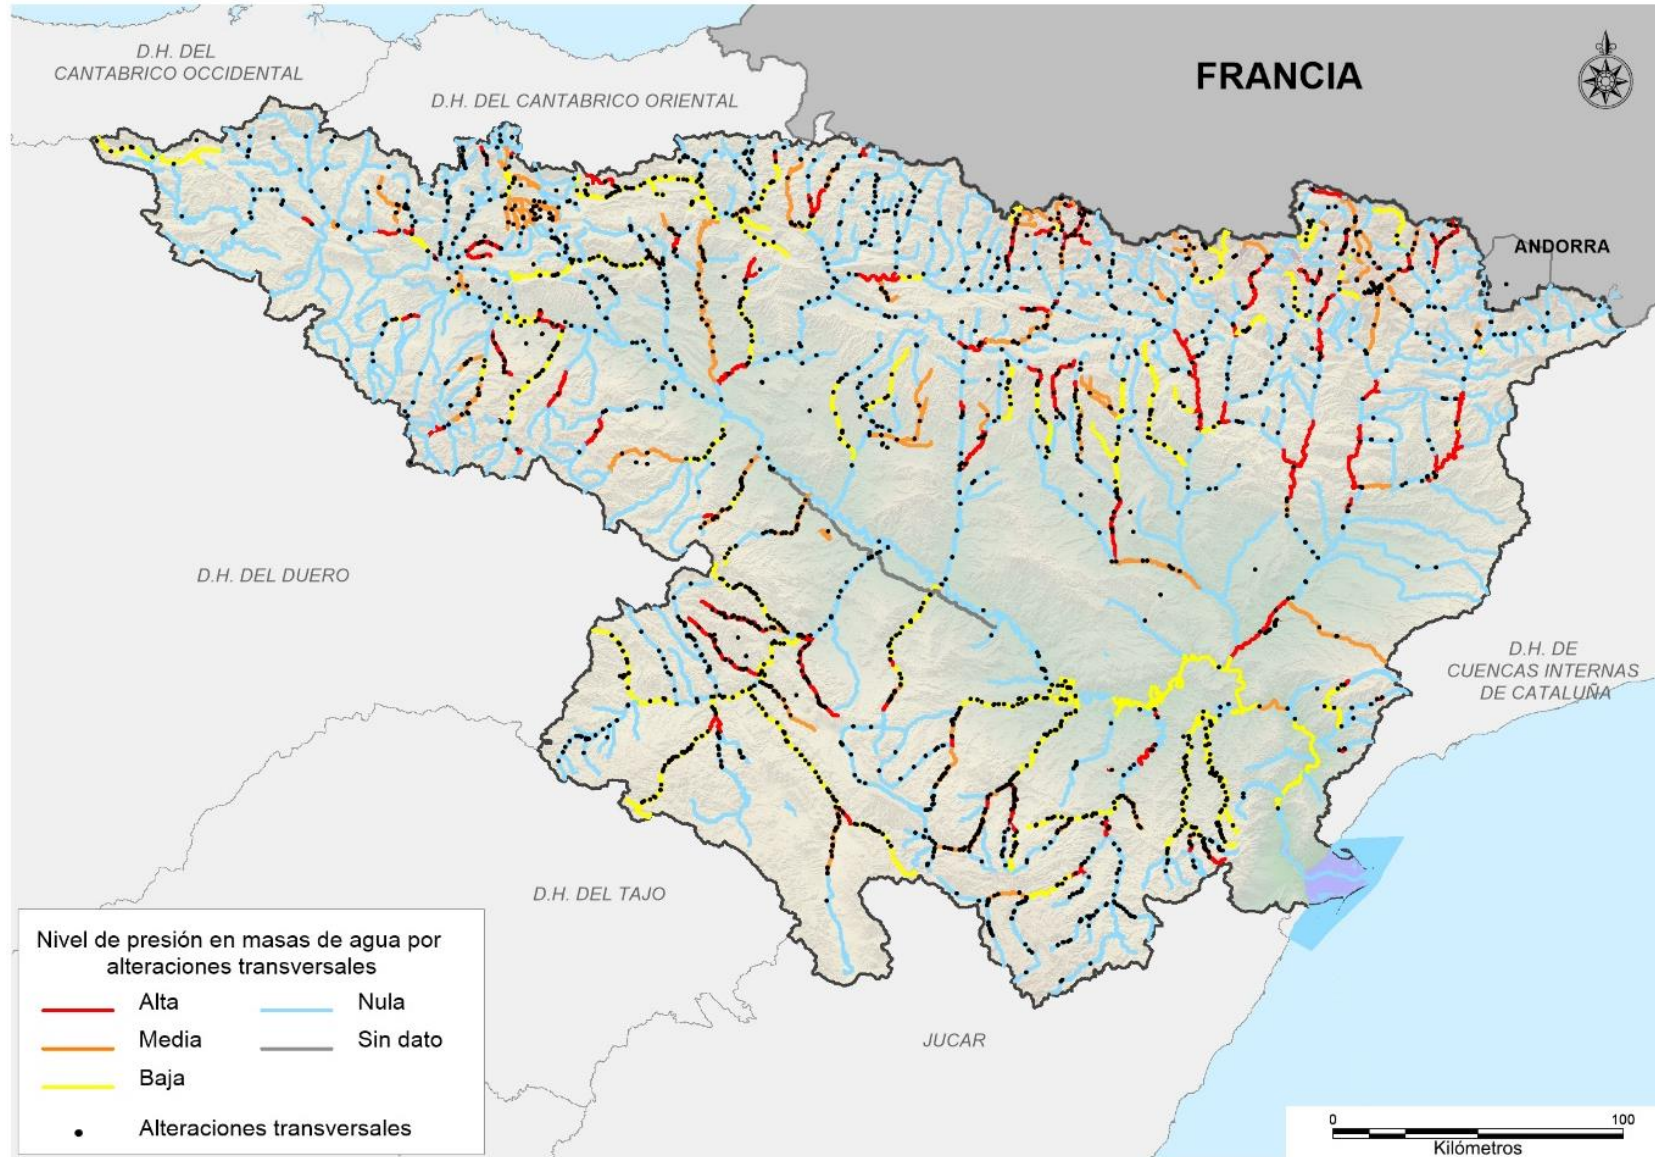 D.H. DEL
CANTABRICO OCCIDENTAL
D.H. DEL CANTABRICO ORIENTAL
FRANCIA
ANDORRA
D.H. DEL DUERO
D.H. DE
CUENCAS INTERNAS
DE CATALUÑA
D.H. DEL TAJO
JUCAR
Nivel de presión en masas de agua por
alteraciones transversales
Alta
Nula
Media
Sin dato
Baja
Alteraciones transversales
0 100
Kilómetros